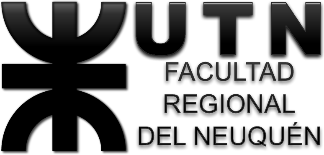 UTN
FACULTAD
REGIONAL
DEL NEUQUÉN